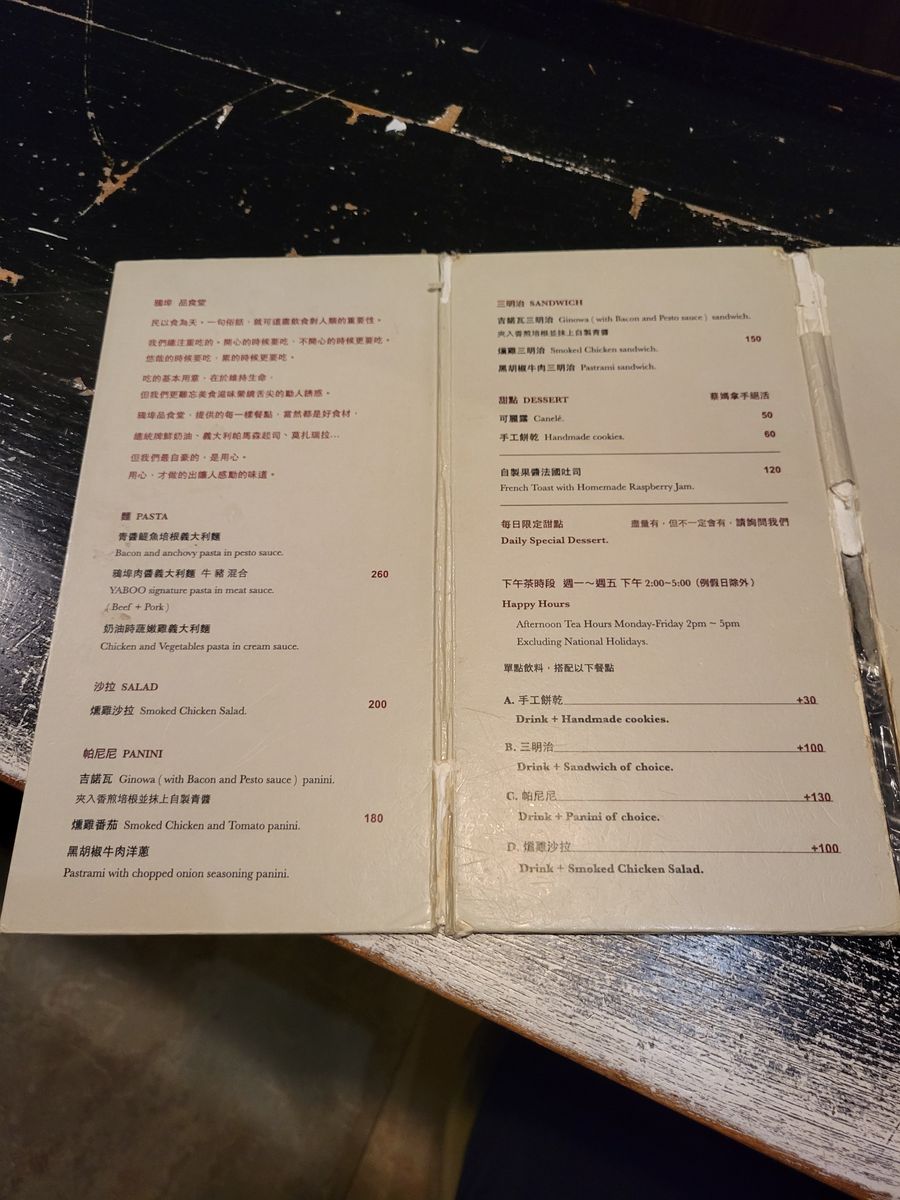 鴉埠 品食堂
民以食為天。一句俗話，就可道盡飲食對人類的重要性。
我們總注重吃的。開心的時候要吃，不開心的時候更要吃。
悠哉的時候要吃，累的時候更要吃。
吃的基本用意，在於維持生命，
但我們更難忘美食滋味縈繞舌尖的動人誘惑。
鴉埠品食堂，提供的每一樣餐點，當然都是好食材，
總統牌鮮奶油、義大利帕馬森起司、莫扎瑞拉...
但我們最自豪的，是用心。
用心，才做的出讓人感動的味道。
麵 PASTA
青醬鯷魚培根義大利麵
Bacon and anchovy pasta in pesto sauce.
鴉埠肉醬義大利麵 牛 豬 混合 260
YABOO signature pasta in meat sauce.
( Beef + Pork )
奶油時蔬嫩雞義大利麵
Chicken and Vegetables pasta in cream sauce.
沙拉 SALAD
燻雞沙拉 Smoked Chicken Salad. 200
帕尼尼 PANINI
吉諾瓦 Ginowa ( with Bacon and Pesto sauce ) panini.
夾入香煎培根並抹上自製青醬
燻雞番茄 Smoked Chicken and Tomato panini. 180
黑胡椒牛肉洋蔥
Pastrami with chopped onion seasoning panini.
三明治 SANDWICH
吉諾瓦三明治 Ginowa ( with Bacon and Pesto sauce ) sandwich.
夾入香煎培根並抹上自製青醬 150
燻雞三明治 Smoked Chicken sandwich.
黑胡椒牛肉三明治 Pastrami sandwich.
甜點 DESSERT 蔡媽拿手絕活
可麗露 Canelé. 50
手工餅乾 Handmade cookies. 60
自製果醬法國吐司 120
French Toast with Homemade Raspberry Jam.
每日限定甜點 盡量有，但不一定會有，請詢問我們
Daily Special Dessert.
下午茶時段 週一～週五 下午 2:00~5:00 (例假日除外)
Happy Hours
Afternoon Tea Hours Monday-Friday 2pm ~ 5pm
Excluding National Holidays.
單點飲料，搭配以下餐點
A. 手工餅乾 +30
Drink + Handmade cookies.
B. 三明治 +100
Drink + Sandwich of choice.
C. 帕尼尼 +130
Drink + Panini of choice.
D. 燻雞沙拉 +100
Drink + Smoked Chicken Salad.